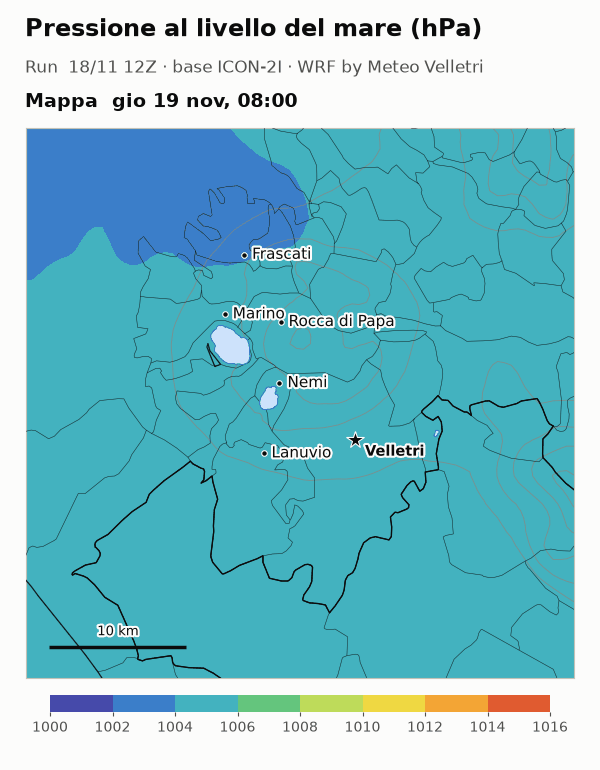 Pressione al livello del mare (hPa)
Run  18/11 12Z · base ICON-2I · WRF by Meteo Velletri
Mappa  gio 19 nov, 08:00
Frascati
Marino
Rocca di Papa
Nemi
Velletri
Lanuvio
10 km
1000 1002 1004 1006 1008 1010 1012 1014 1016